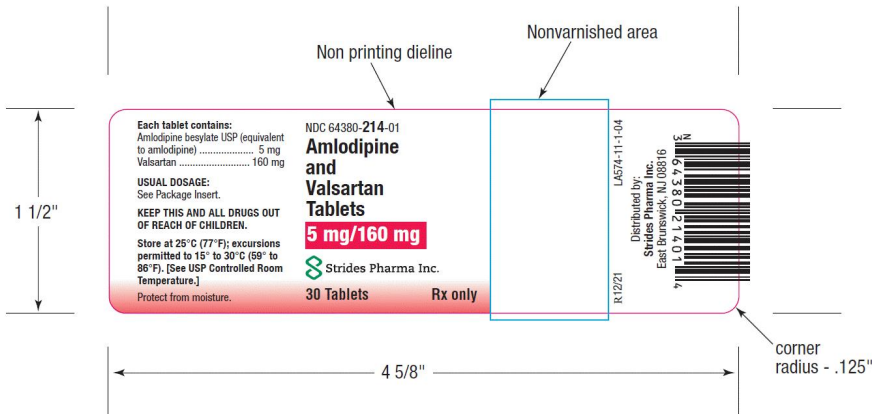 Non printing dieline
Nonvarnished area
1 1/2"
Each tablet contains:
Amlodipine besylate USP (equivalent
to amlodipine) ...................... 5 mg
Valsartan .......................... 160 mg
USUAL DOSAGE:
See Package Insert.
KEEP THIS AND ALL DRUGS OUT
OF REACH OF CHILDREN.
Store at 25°C (77°F); excursions
permitted to 15° to 30°C (59° to
86°F). [See USP Controlled Room
Temperature.]
Protect from moisture.
NDC 64380-214-01
Amlodipine
and
Valsartan
Tablets
5 mg/160 mg
Strides Pharma Inc.
30 Tablets Rx only
R12/21
LA574-11-1-04
Distributed by:
Strides Pharma Inc.
East Brunswick, NJ 08816
N
3 64380 21401 4
4 5/8"
corner
radius - .125"